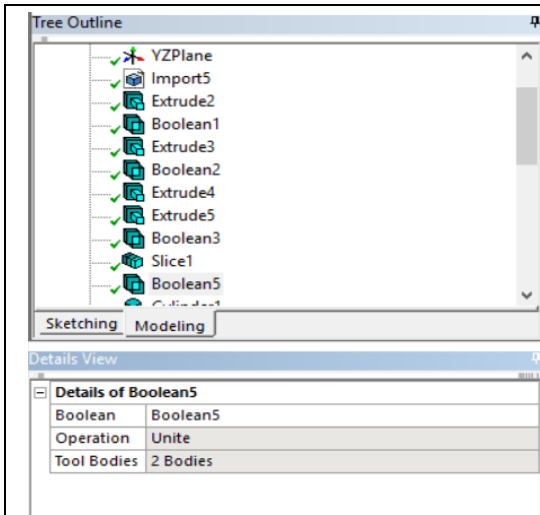 Tree Outline
YZPlane
Import5
Extrude2
Boolean1
Extrude3
Boolean2
Extrude4
Extrude5
Boolean3
Slice1
Boolean5
Cylinder1
Sketching Modeling
Details View
Details of Boolean5
Boolean Boolean5
Operation Unite
Tool Bodies 2 Bodies